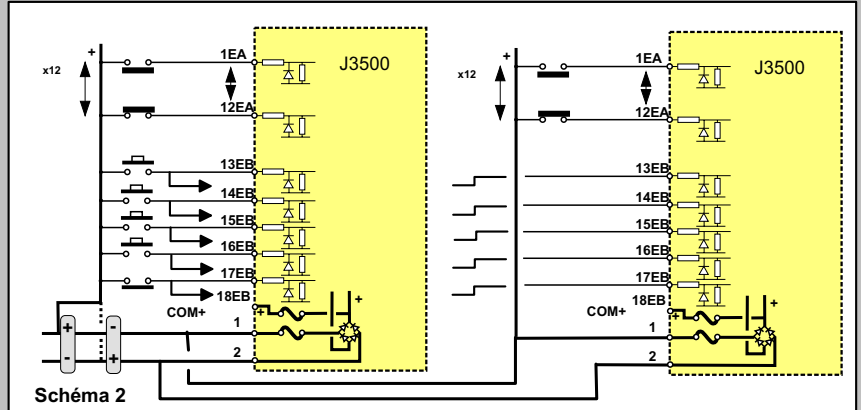 +
x12
1EA
12EA
13EB
14EB
15EB
16EB
17EB
18EB
COM+
1
2
J3500
+
+
+ -
- +
Schéma 2
+
x12
1EA
12EA
13EB
14EB
15EB
16EB
17EB
18EB
COM+
1
2
J3500
+
+